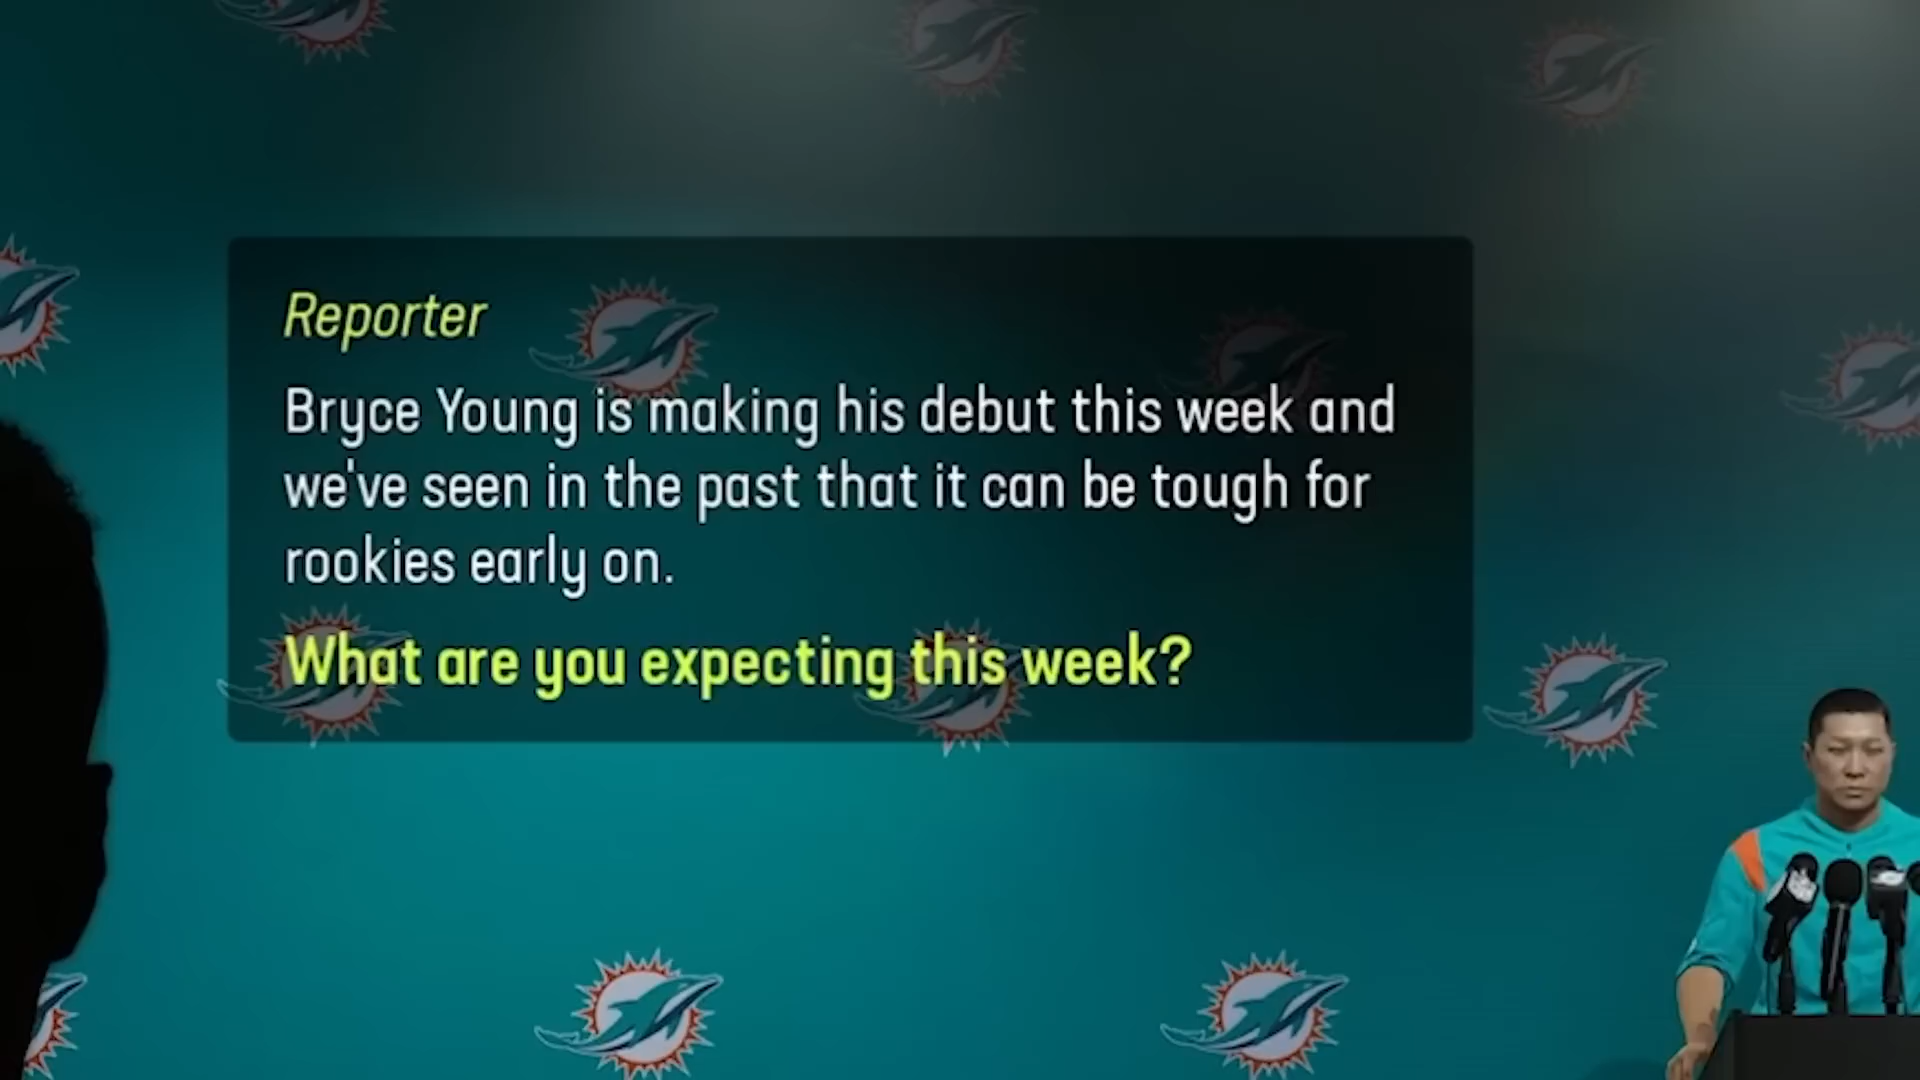 Reporter
Bryce Young is making his debut this week and
we've seen in the past that it can be tough for
rookies early on.
What are you expecting this week?